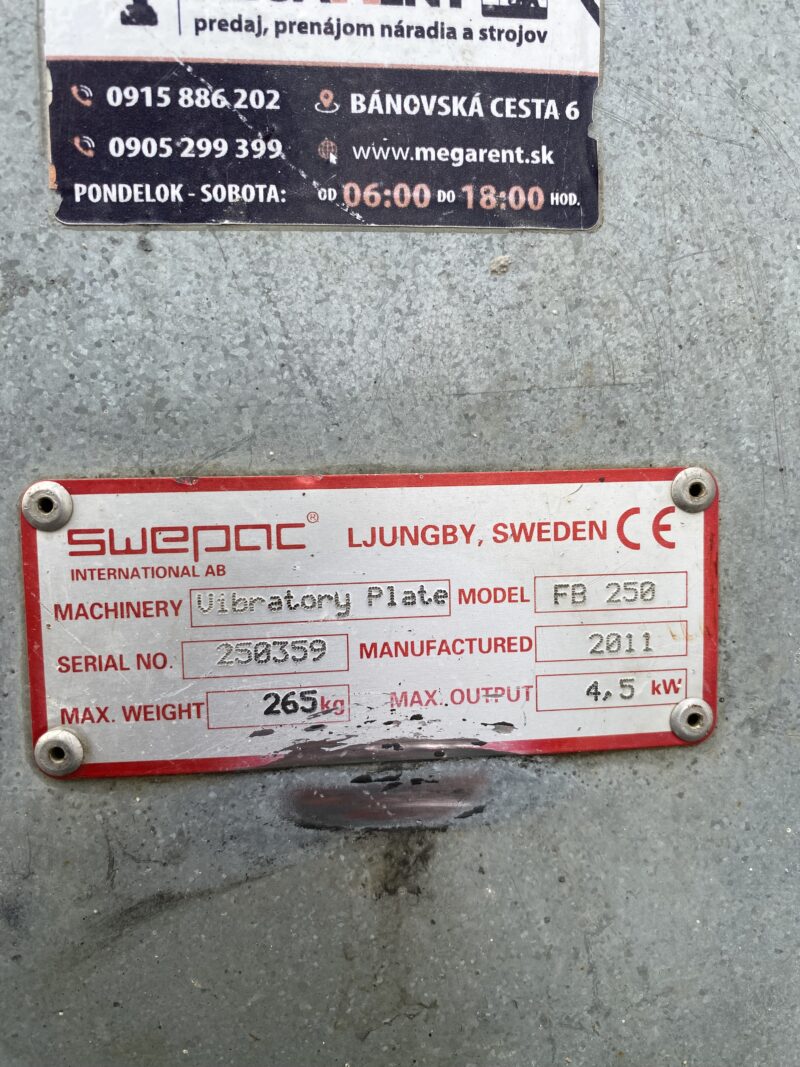 predaj, prenájom náradia a strojov
0915 886 202
BÁNOVSKÁ CESTA 6
0905 299 399
www.megarent.sk
PONDELOK - SOBOTA: OD 06:00 DO 18:00 HOD.
swepac® LJUNGBY, SWEDEN CE
INTERNATIONAL AB
MACHINERY Vibratory Plate MODEL FB 250
SERIAL NO. 250359 MANUFACTURED 2011
MAX. WEIGHT 265kg MAX. OUTPUT 4,5 kW